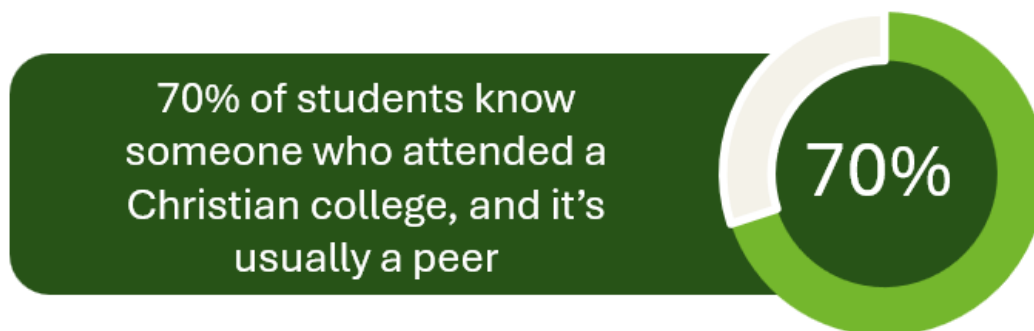 70% of students know
someone who attended a
Christian college, and it’s
usually a peer
70%